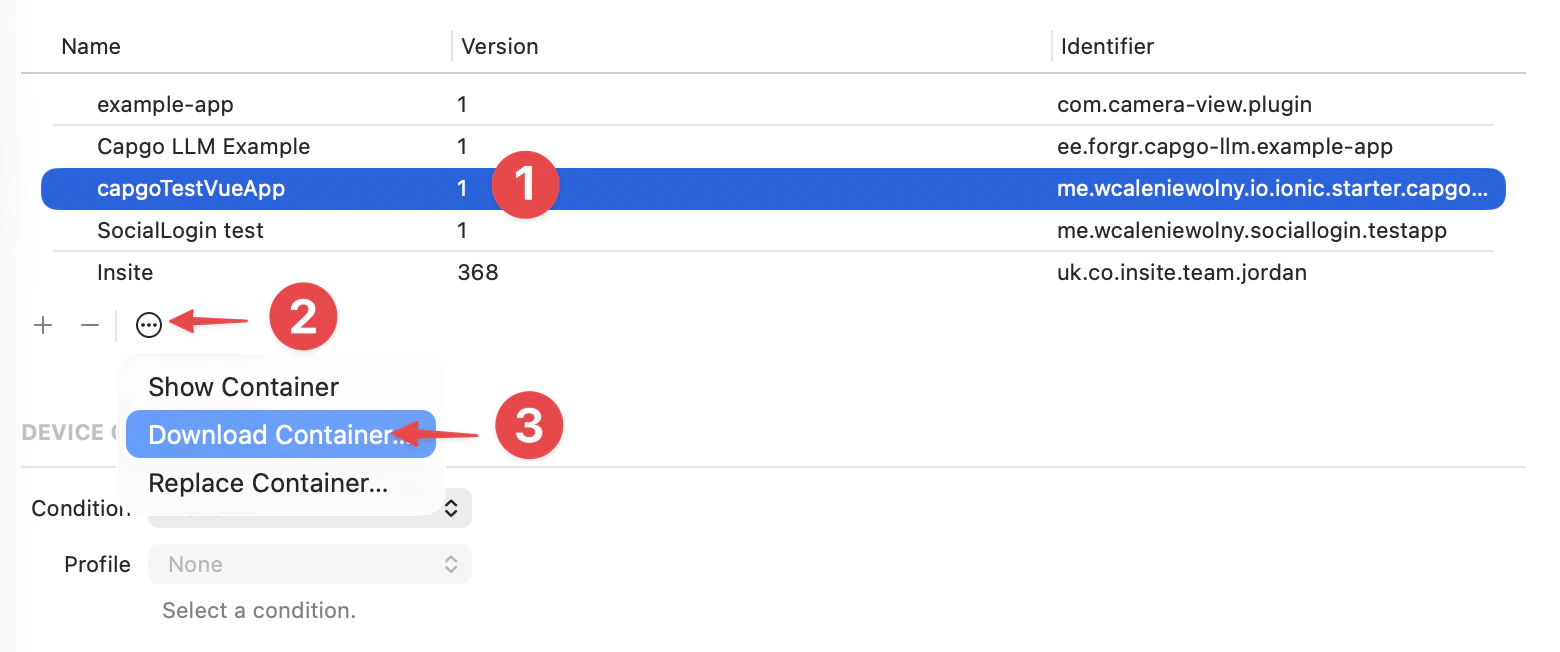 Name Version Identifier
example-app 1 com.camera-view.plugin
Capgo LLM Example 1 ee.forgr.capgo-llm.example-app
capgoTestVueApp 1 1 me.wcaleniewolny.io.ionic.starter.capgo...
SocialLogin test 1 me.wcaleniewolny.sociallogin.testapp
Insite 368 uk.co.insite.team.jordan
2
Show Container
DEVICE Download Container... 3
Replace Container...
Condition
Profile None
Select a condition.